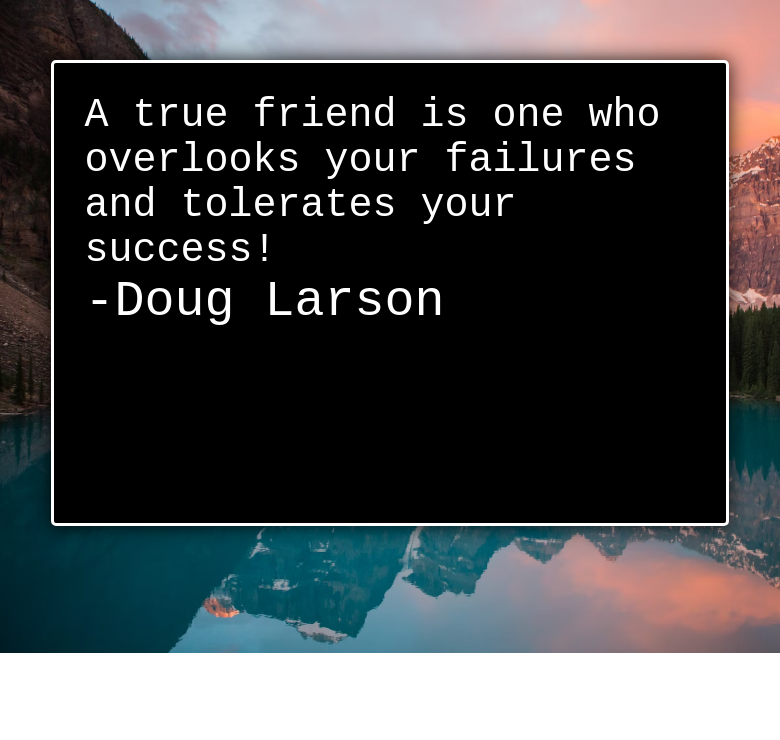 A true friend is one who
overlooks your failures
and tolerates your
success!
-Doug Larson